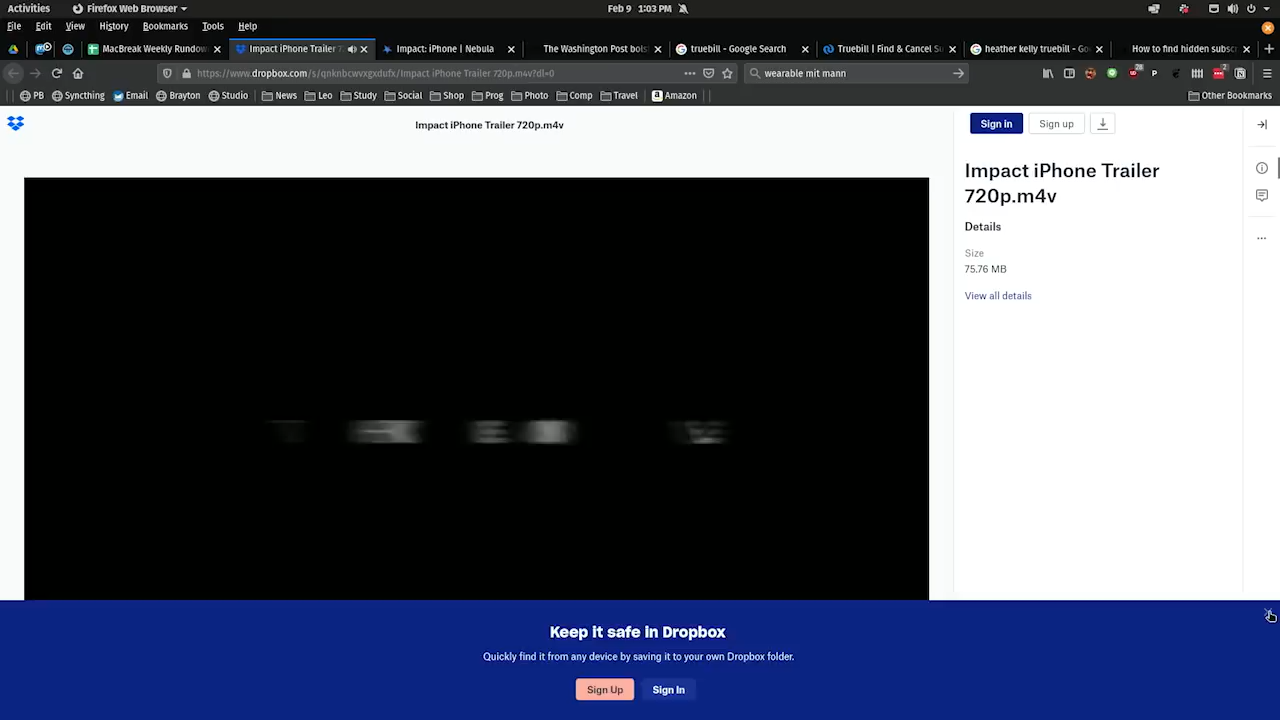 Activities
Firefox Web Browser
Feb 9 1:03 PM
File Edit View History Bookmarks Tools Help
MacBreak Weekly Rundow
Impact iPhone Trailer 7
Impact: iPhone | Nebula
The Washington Post bols
truebill - Google Search
Truebill | Find & Cancel Su
heather kelly truebill - Go
How to find hidden subscr
https://www.dropbox.com/s/qnknbcwvxgxdufx/Impact iPhone Trailer 720p.m4v?dl=0
wearable mit mann
28
2
PB Syncthing Email Brayton Studio News Leo Study Social Shop Prog Photo Comp Travel Amazon Other Bookmarks
Impact iPhone Trailer 720p.m4v
Sign in
Sign up
Impact iPhone Trailer
720p.m4v
Details
Size
75.76 MB
View all details
Keep it safe in Dropbox
Quickly find it from any device by saving it to your own Dropbox folder.
Sign Up
Sign In